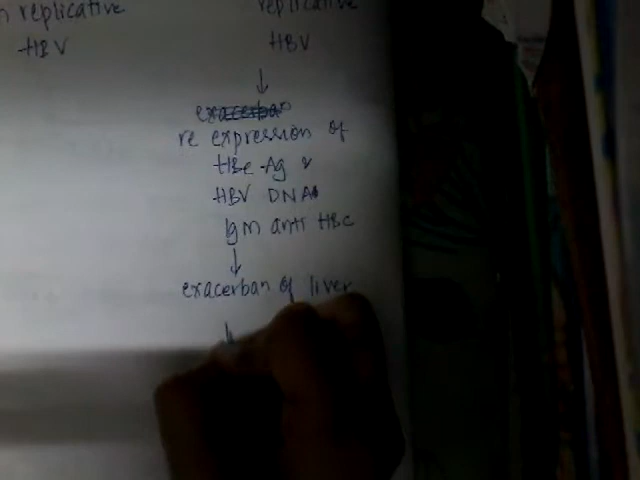 n replicative
HBV
replicative
HBV
re expression of
HBe Ag &
HBV DNA
IgM anti HBc
exacerban of liver